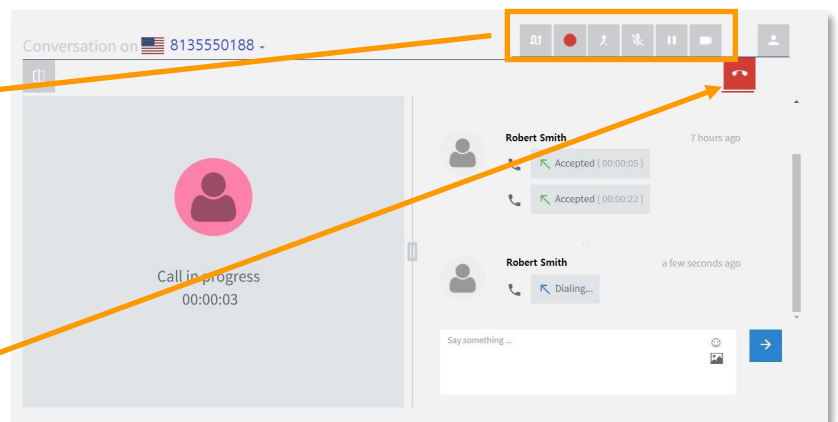 Conversation on 8135550188
Robert Smith 7 hours ago
Accepted ( 00:00:05 )
Accepted ( 00:00:22 )
Call in progress
00:00:03
Robert Smith a few seconds ago
Dialing...
Say something ...